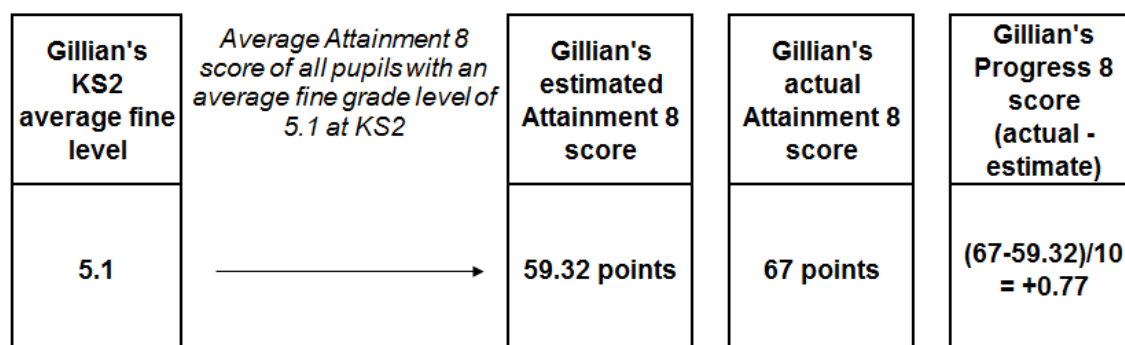 Gillian's
KS2
average fine
level
Average Attainment 8
score of all pupils with an
average fine grade level of
5.1 at KS2
Gillian's
estimated
Attainment 8
score
Gillian's
actual
Attainment 8
score
Gillian's
Progress 8
score
(actual -
estimate)
5.1
59.32 points
67 points
(67-59.32)/10
= +0.77